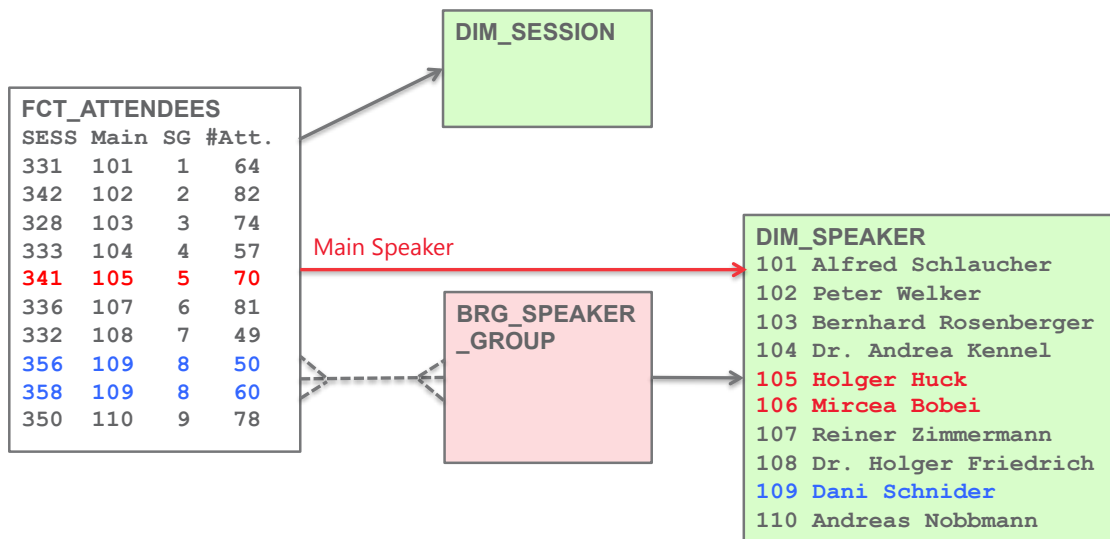 DIM_SESSION
FCT_ATTENDEES
SESS Main SG #Att.
331 101 1 64
342 102 2 82
328 103 3 74
333 104 4 57
341 105 5 70
336 107 6 81
332 108 7 49
356 109 8 50
358 109 8 60
350 110 9 78
Main Speaker
BRG_SPEAKER
_GROUP
DIM_SPEAKER
101 Alfred Schlaucher
102 Peter Welker
103 Bernhard Rosenberger
104 Dr. Andrea Kennel
105 Holger Huck
106 Mircea Bobei
107 Reiner Zimmermann
108 Dr. Holger Friedrich
109 Dani Schnider
110 Andreas Nobbmann